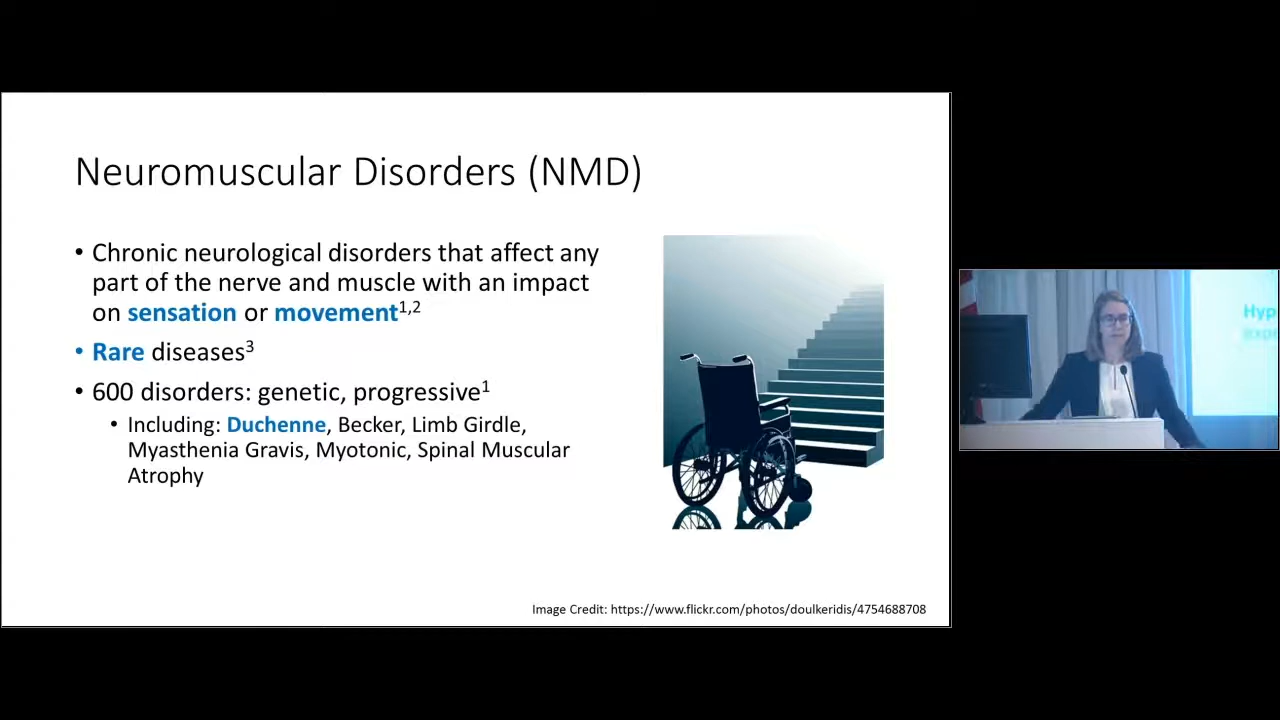 Neuromuscular Disorders (NMD)
• Chronic neurological disorders that affect any
part of the nerve and muscle with an impact
on sensation or movement1,2
• Rare diseases3
• 600 disorders: genetic, progressive1
• Including: Duchenne, Becker, Limb Girdle,
Myasthenia Gravis, Myotonic, Spinal Muscular
Atrophy
Image Credit: https://www.flickr.com/photos/doulkeridis/4754688708
Hyp